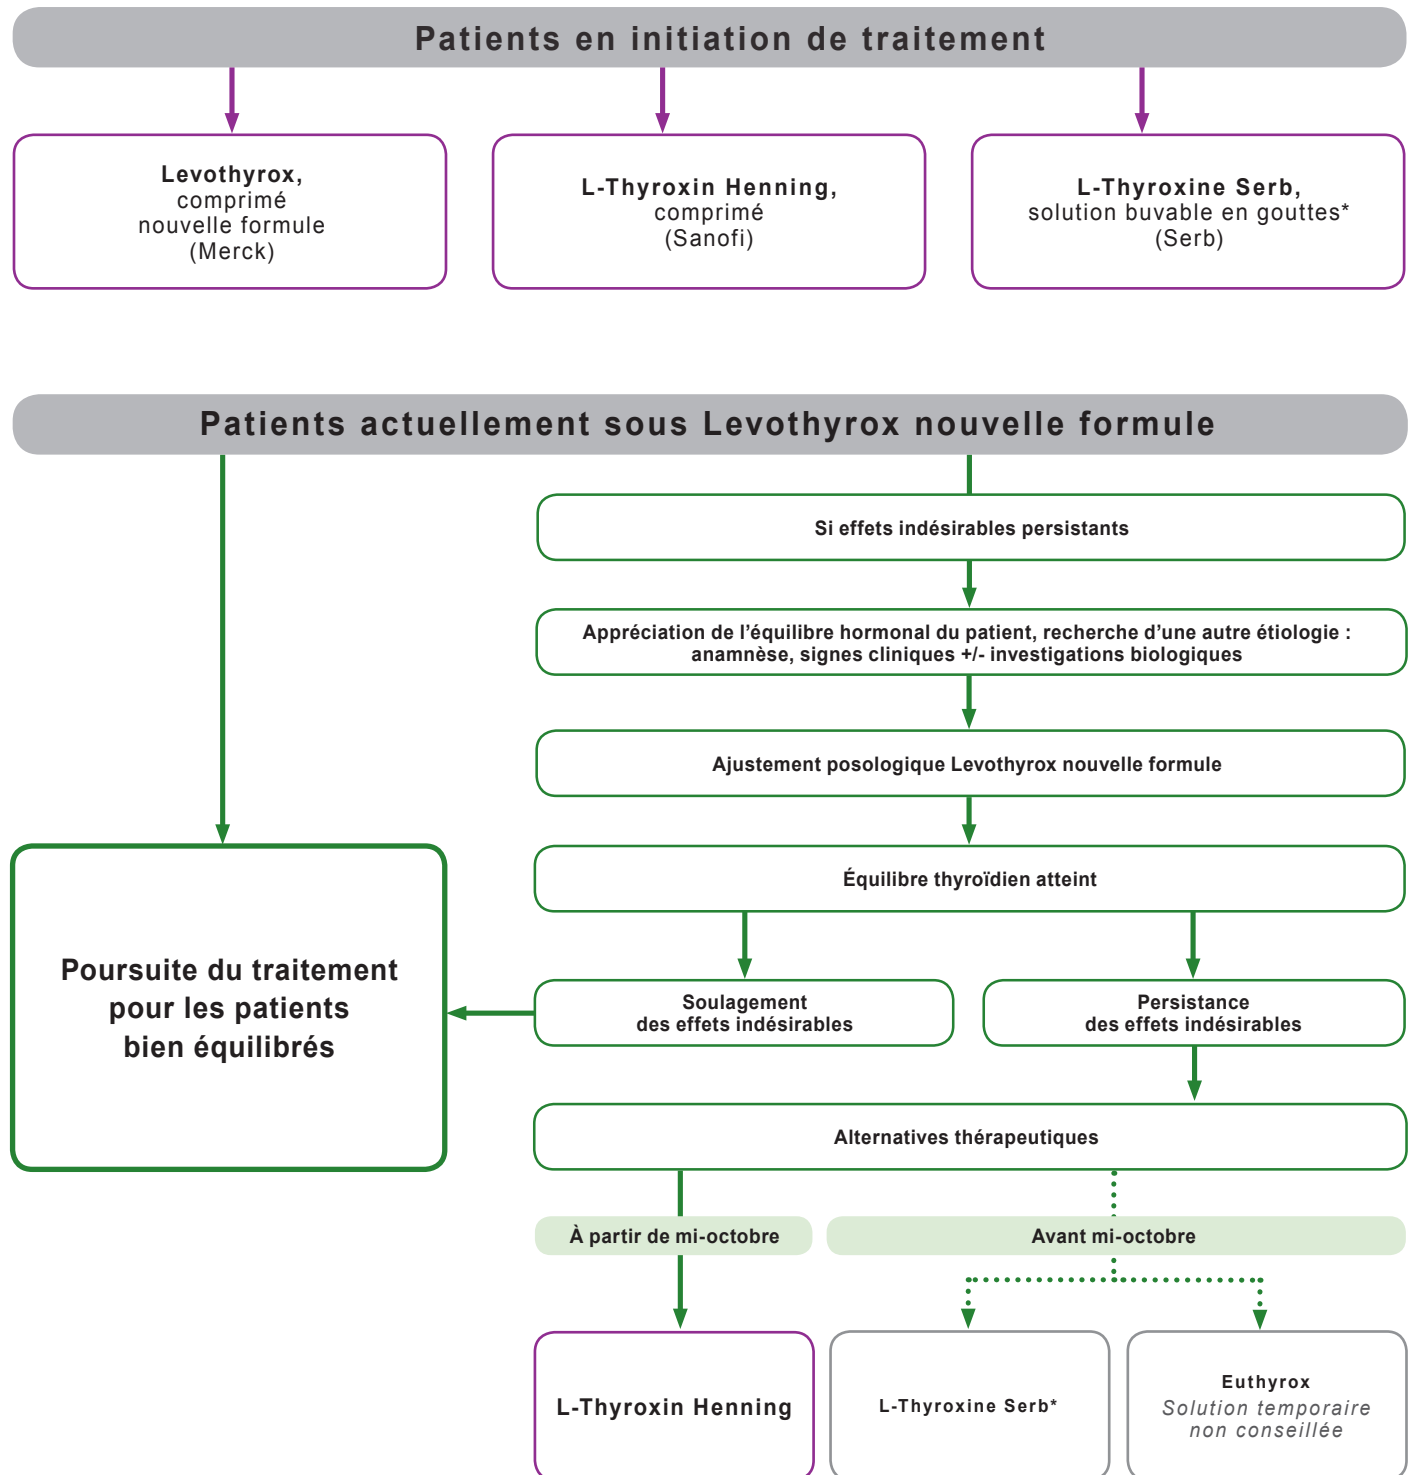 Patients en initiation de traitement
Levothyrox,
comprimé
nouvelle formule
(Merck)
L-Thyroxin Henning,
comprimé
(Sanofi)
L-Thyroxine Serb,
solution buvable en gouttes*
(Serb)
Patients actuellement sous Levothyrox nouvelle formule
Si effets indésirables persistants
Appréciation de l’équilibre hormonal du patient, recherche d’une autre étiologie :
anamnèse, signes cliniques +/- investigations biologiques
Ajustement posologique Levothyrox nouvelle formule
Équilibre thyroïdien atteint
Poursuite du traitement
pour les patients
bien équilibrés
Soulagement
des effets indésirables
Persistance
des effets indésirables
Alternatives thérapeutiques
À partir de mi-octobre
Avant mi-octobre
L-Thyroxin Henning
L-Thyroxine Serb*
Euthyrox
Solution temporaire
non conseillée